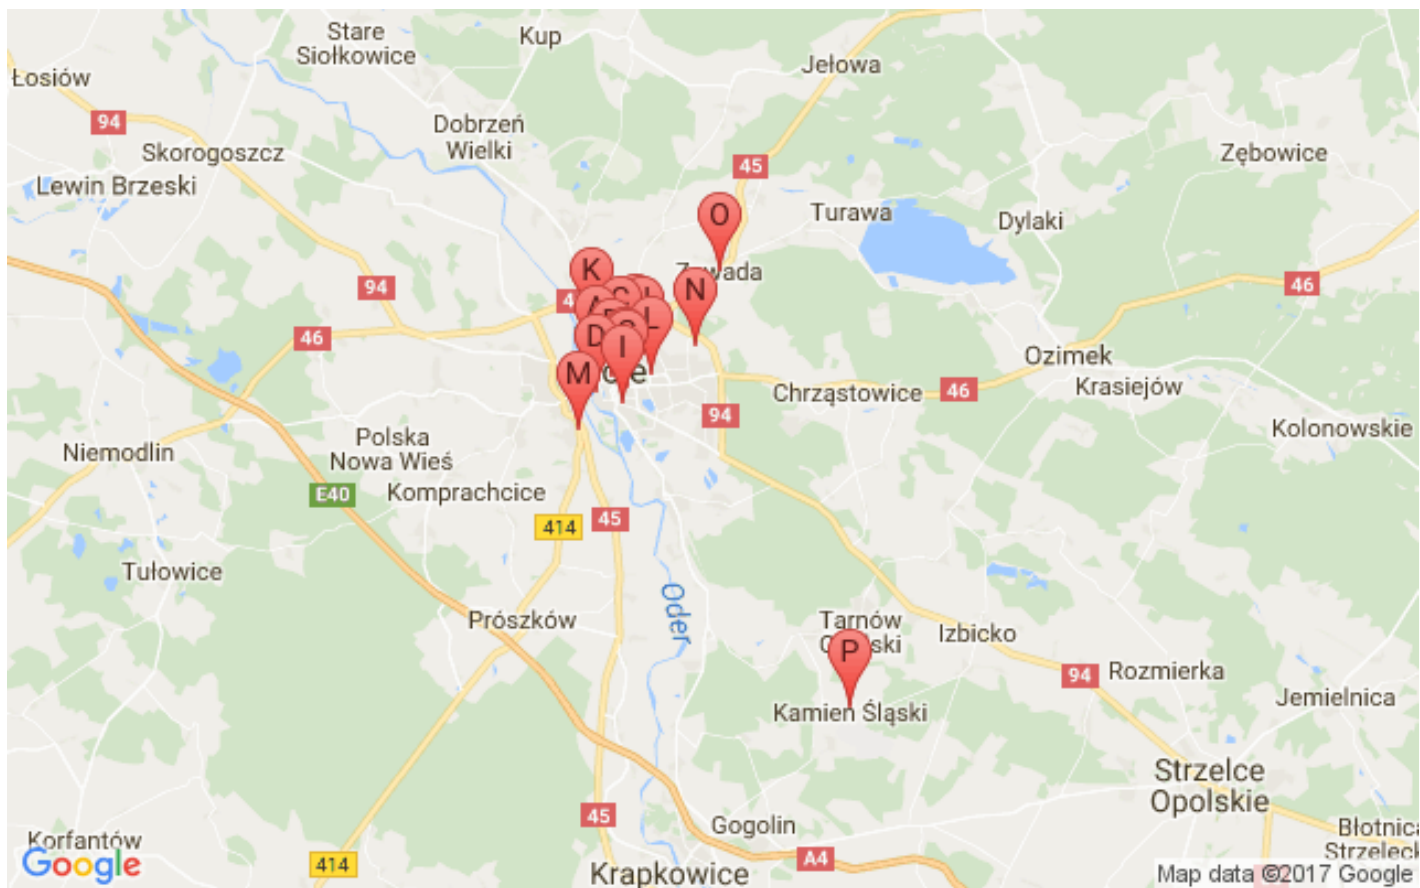 Stare
Siołkowice
Kup
Jełowa
Łosiów
94
Dobrzeń
Wielki
Skorogoszcz
45
Zębowice
Lewin Brzeski
O
Turawa
Dylaki
K
N
94
46
46
A
L
D
I
M
Ozimek
Krasiejów
Chrząstowice
46
94
Kolonowskie
Polska
Nowa Wieś
Niemodlin
E40
Komprachcice
414
45
Tułowice
Oder
Prószków
Tarnów
Izbicko
P
94
Rozmierka
Jemielnica
Kamień Śląski
Strzelce
Opolskie
45
Gogolin
Korfantów
Google
414
A4
Krapkowice
Map data ©2017 Google